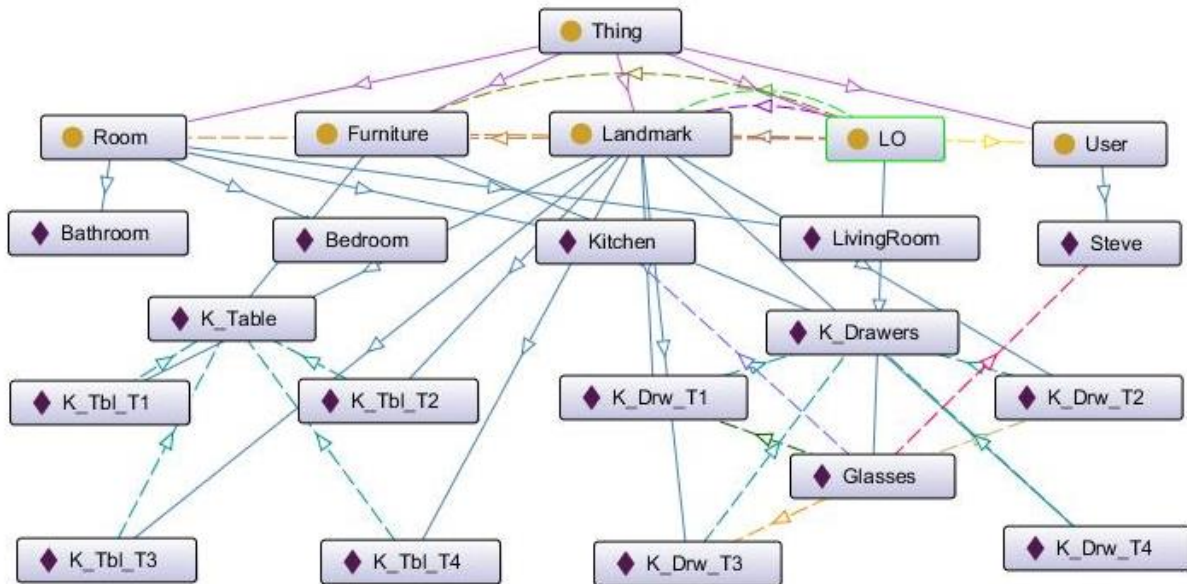 Thing
Room
Furniture
Landmark
LO
User
Bathroom
Bedroom
Kitchen
LivingRoom
Steve
K_Table
K_Drawers
K_Tbl_T1
K_Tbl_T2
K_Drw_T1
K_Drw_T2
Glasses
K_Tbl_T3
K_Tbl_T4
K_Drw_T3
K_Drw_T4